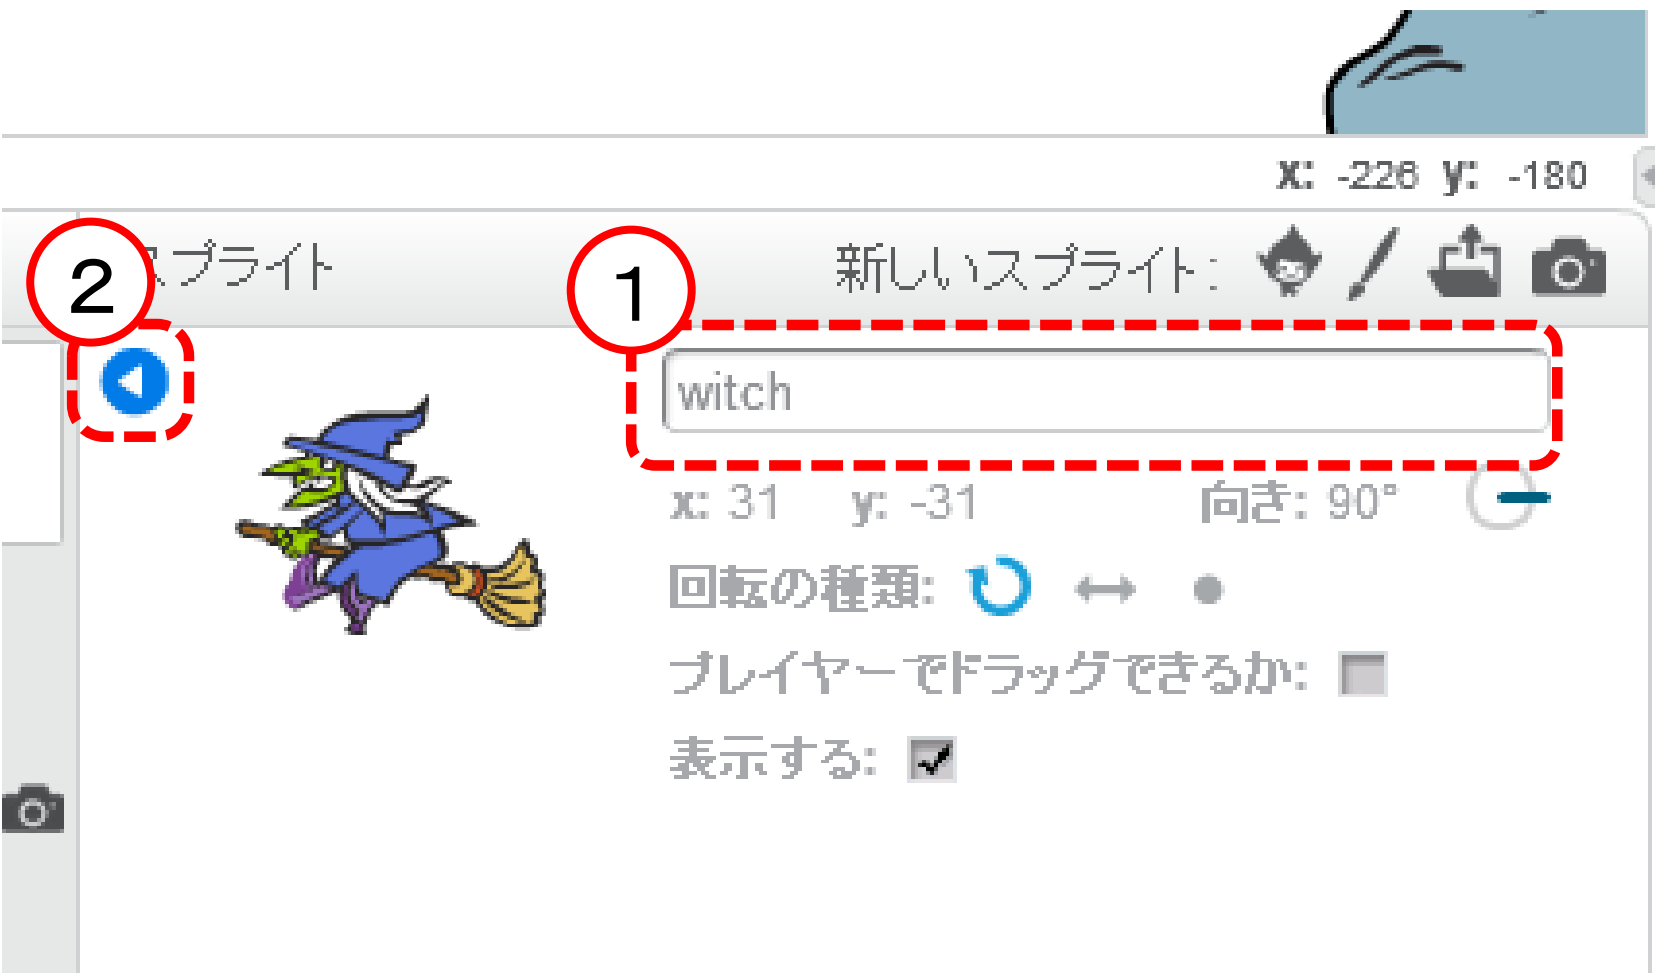 x: -226 y: -180
② スプライト ① 新しいスプライト:
witch
x: 31 y: -31 向き: 90°
回転の種類:
プレイヤーでドラッグできるか:
表示する: